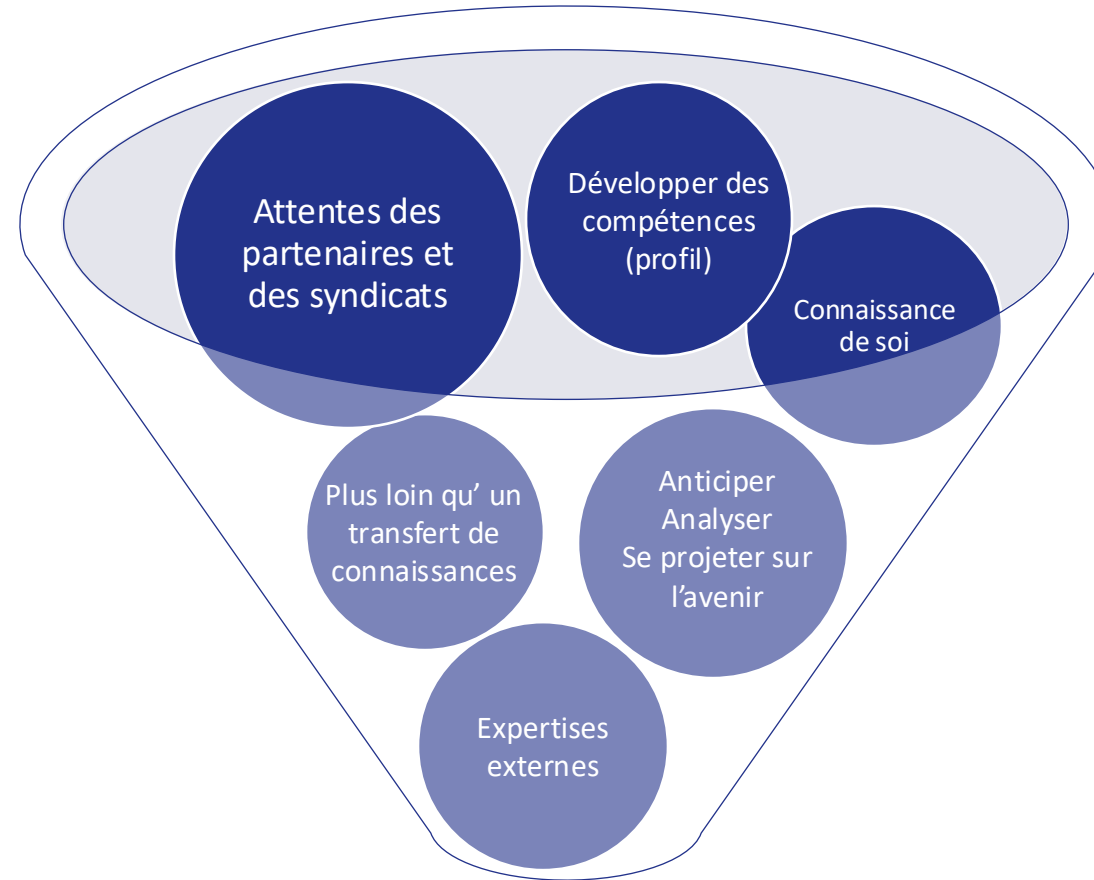 Attentes des
partenaires et
des syndicats
Développer des
compétences
(profil)
Connaissance
de soi
Plus loin qu’ un
transfert de
connaissances
Anticiper
Analyser
Se projeter sur
l’avenir
Expertises
externes